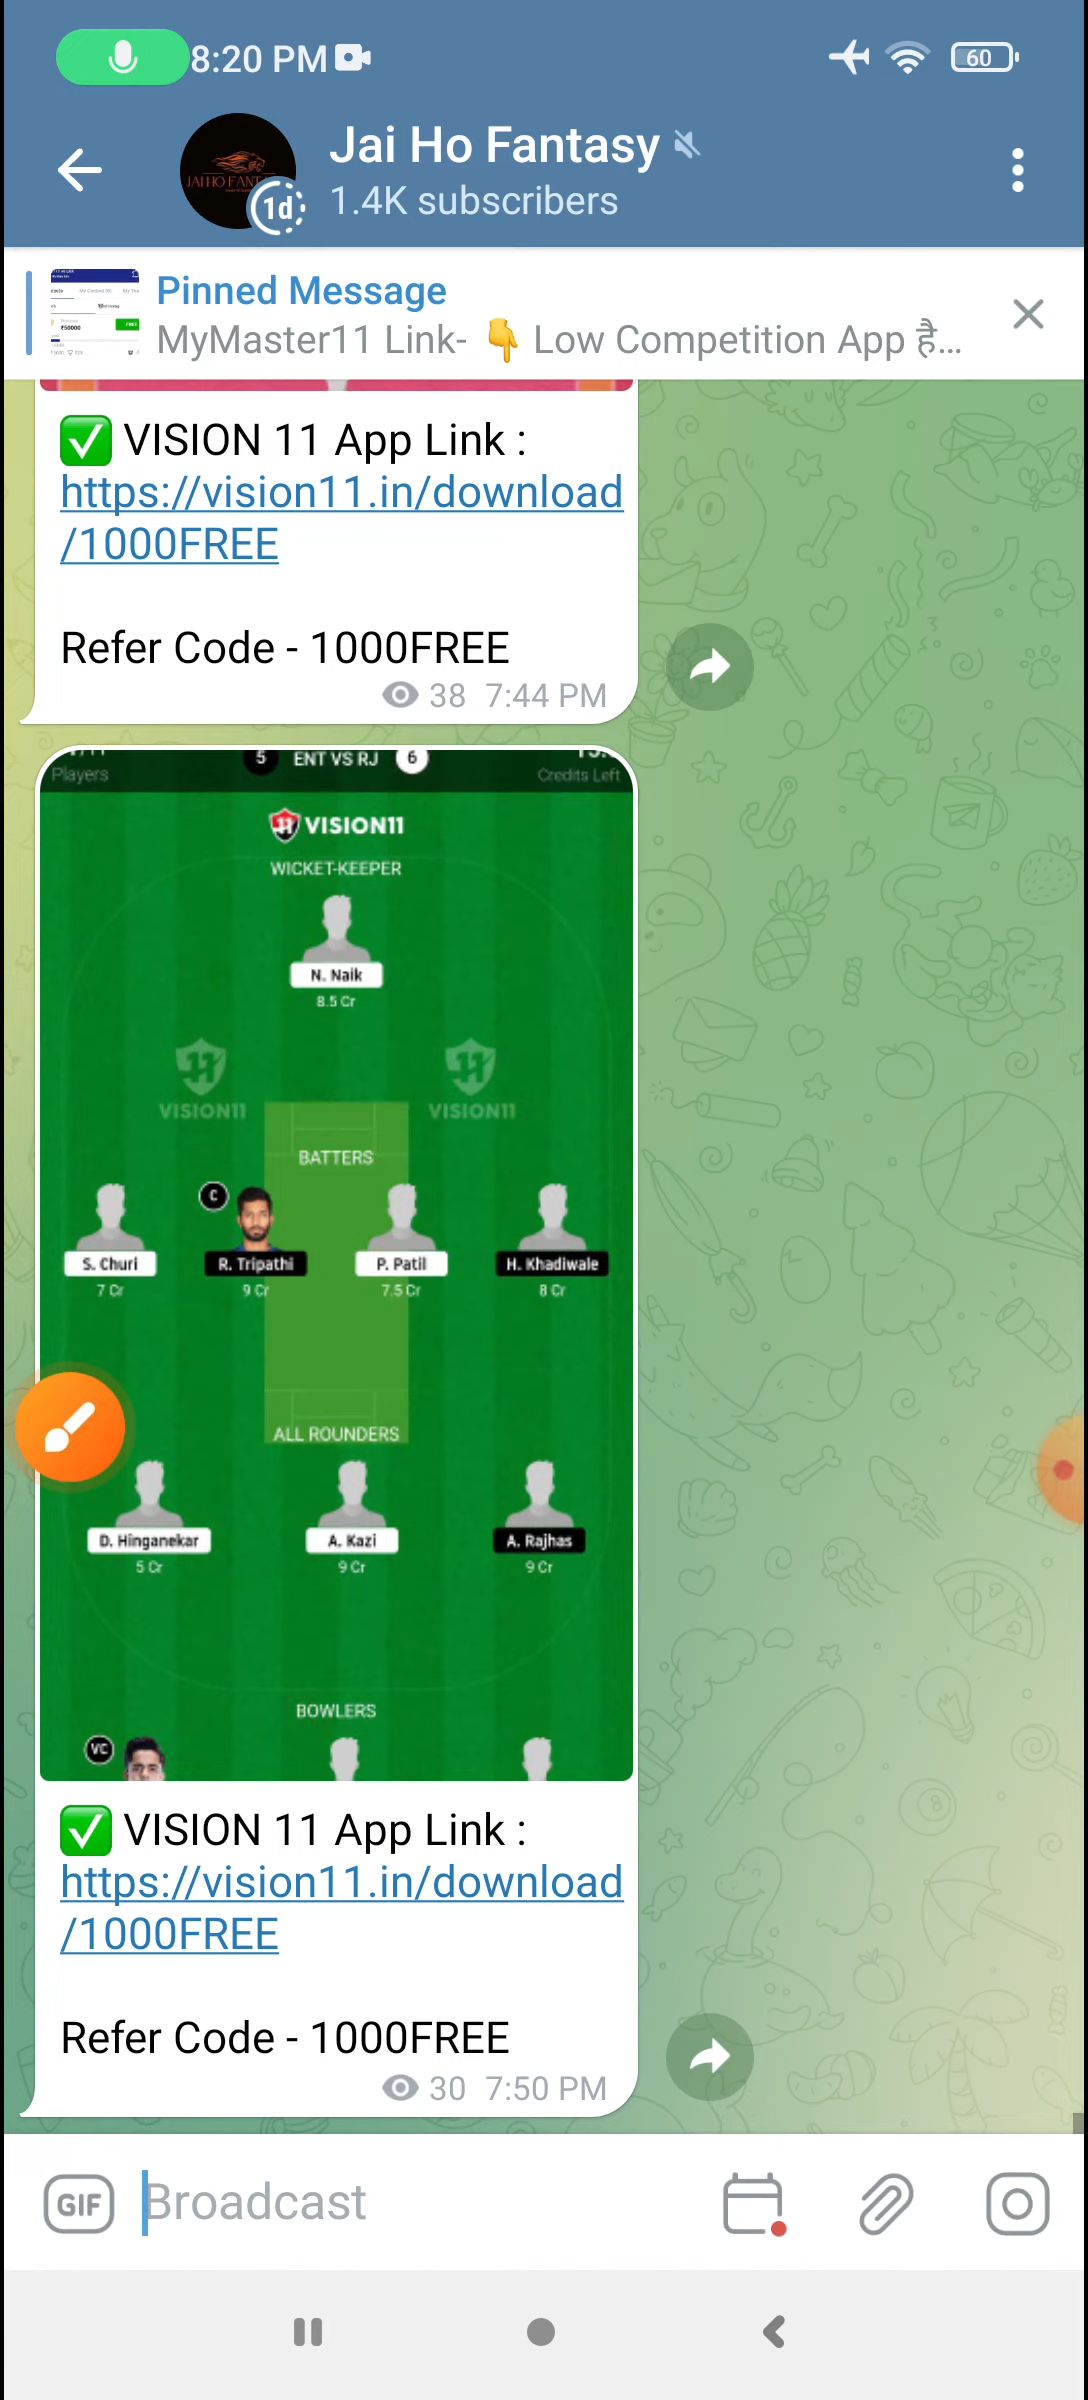 8:20 PM
60
Jai Ho Fantasy
1.4K subscribers
1d
Pinned Message
MyMaster11 Link- 👇 Low Competition App है...
✅ VISION 11 App Link :
https://vision11.in/download
/1000FREE
Refer Code - 1000FREE
38 7:44 PM
5 ENT VS RJ 6
Players
Credits Left
VISION11
WICKET-KEEPER
N. Naik
8.5 Cr
VISION11 VISION11
BATTERS
C
S. Churi R. Tripathi P. Patil H. Khadiwale
7 Cr 9 Cr 7.5 Cr 8 Cr
ALL ROUNDERS
D. Hinganekar A. Kazi A. Rajhas
5 Cr 9 Cr 9 Cr
BOWLERS
VC
✅ VISION 11 App Link :
https://vision11.in/download
/1000FREE
Refer Code - 1000FREE
30 7:50 PM
GIF Broadcast